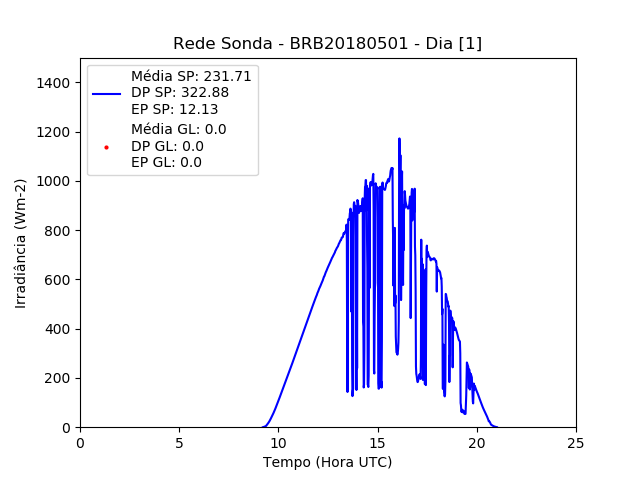 Rede Sonda - BRB20180501 - Dia [1]
Média SP: 231.71
DP SP: 322.88
EP SP: 12.13
Média GL: 0.0
DP GL: 0.0
EP GL: 0.0
Irradiância (Wm-2)
1400
1200
1000
800
600
400
200
0
0 5 10 15 20 25
Tempo (Hora UTC)